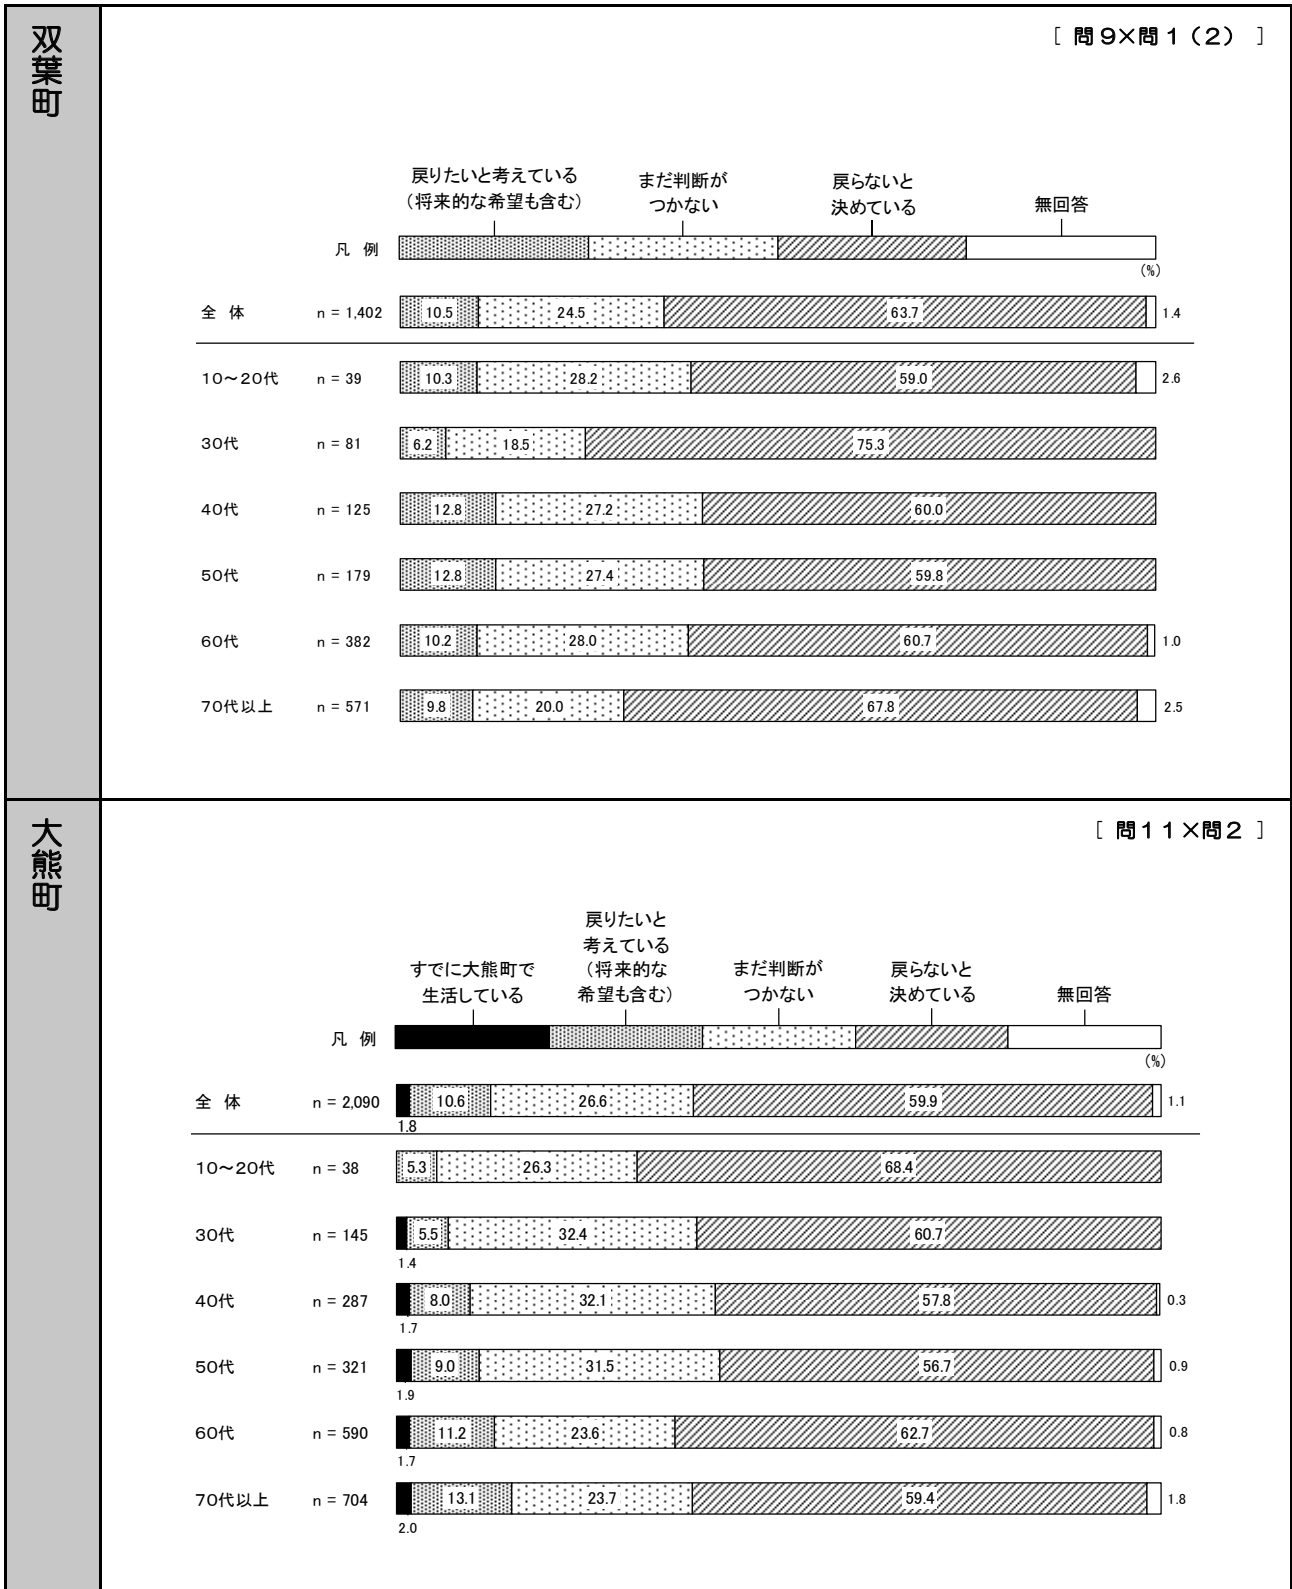 双葉町
［ 問９×問１（２） ］
戻りたいと考えている
（将来的な希望も含む）
まだ判断が
つかない
戻らないと
決めている
無回答
凡 例
(%)
全 体 n = 1,402 10.5 24.5 63.7 1.4
10～20代 n = 39 10.3 28.2 59.0 2.6
30代 n = 81 6.2 18.5 75.3
40代 n = 125 12.8 27.2 60.0
50代 n = 179 12.8 27.4 59.8
60代 n = 382 10.2 28.0 60.7 1.0
70代以上 n = 571 9.8 20.0 67.8 2.5
大熊町
［ 問１１×問２ ］
すでに大熊町で
生活している
戻りたいと
考えている
（将来的な
希望も含む）
まだ判断が
つかない
戻らないと
決めている
無回答
凡 例
(%)
全 体 n = 2,090 10.6 26.6 59.9 1.1
1.8
10～20代 n = 38 5.3 26.3 68.4
30代 n = 145 5.5 32.4 60.7
1.4
40代 n = 287 8.0 32.1 57.8 0.3
1.7
50代 n = 321 9.0 31.5 56.7 0.9
1.9
60代 n = 590 11.2 23.6 62.7 0.8
1.7
70代以上 n = 704 13.1 23.7 59.4 1.8
2.0